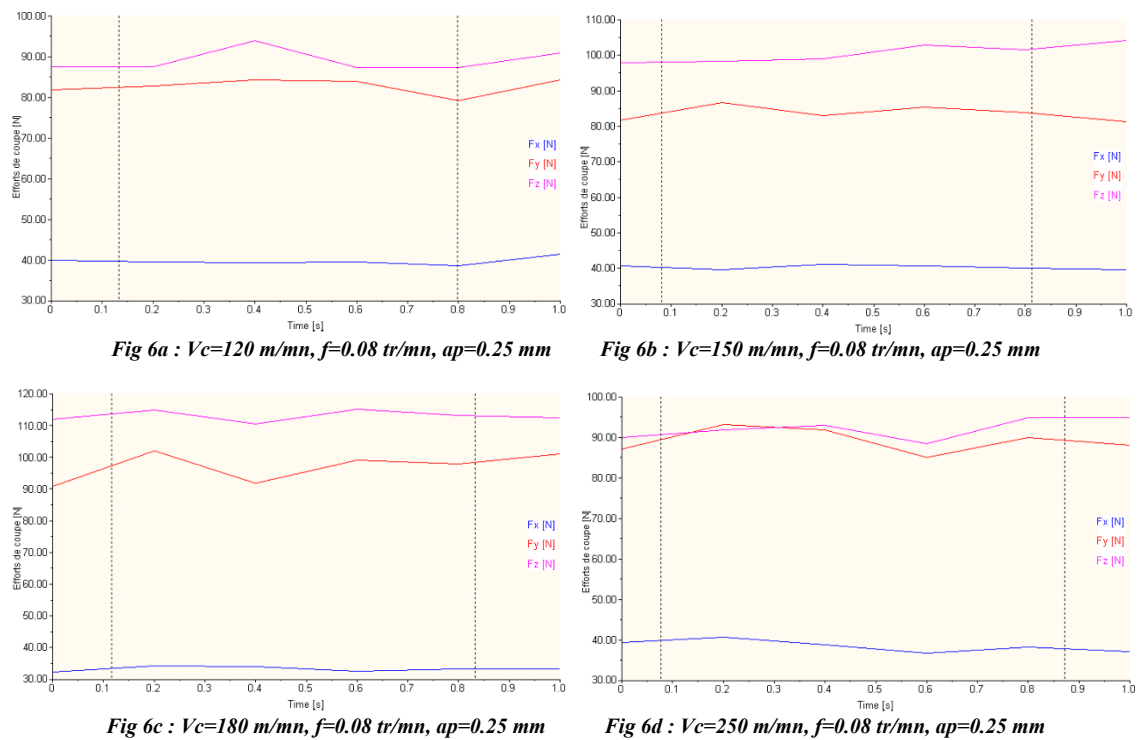 100.00
90.00
80.00
70.00
60.00
50.00
40.00
30.00
Efforts de coupe [N]
Fx [N]
Fy [N]
Fz [N]
0 0.1 0.2 0.3 0.4 0.5 0.6 0.7 0.8 0.9 1.0
Time [s]
Fig 6a : Vc=120 m/mn, f=0.08 tr/mn, ap=0.25 mm
110.00
100.00
90.00
80.00
70.00
60.00
50.00
40.00
30.00
Efforts de coupe [N]
Fx [N]
Fy [N]
Fz [N]
0 0.1 0.2 0.3 0.4 0.5 0.6 0.7 0.8 0.9 1.0
Time [s]
Fig 6b : Vc=150 m/mn, f=0.08 tr/mn, ap=0.25 mm
120.00
110.00
100.00
90.00
80.00
70.00
60.00
50.00
40.00
30.00
Efforts de coupe [N]
Fx [N]
Fy [N]
Fz [N]
0 0.1 0.2 0.3 0.4 0.5 0.6 0.7 0.8 0.9 1.0
Time [s]
Fig 6c : Vc=180 m/mn, f=0.08 tr/mn, ap=0.25 mm
100.00
90.00
80.00
70.00
60.00
50.00
40.00
30.00
Efforts de coupe [N]
Fx [N]
Fy [N]
Fz [N]
0 0.1 0.2 0.3 0.4 0.5 0.6 0.7 0.8 0.9 1.0
Time [s]
Fig 6d : Vc=250 m/mn, f=0.08 tr/mn, ap=0.25 mm